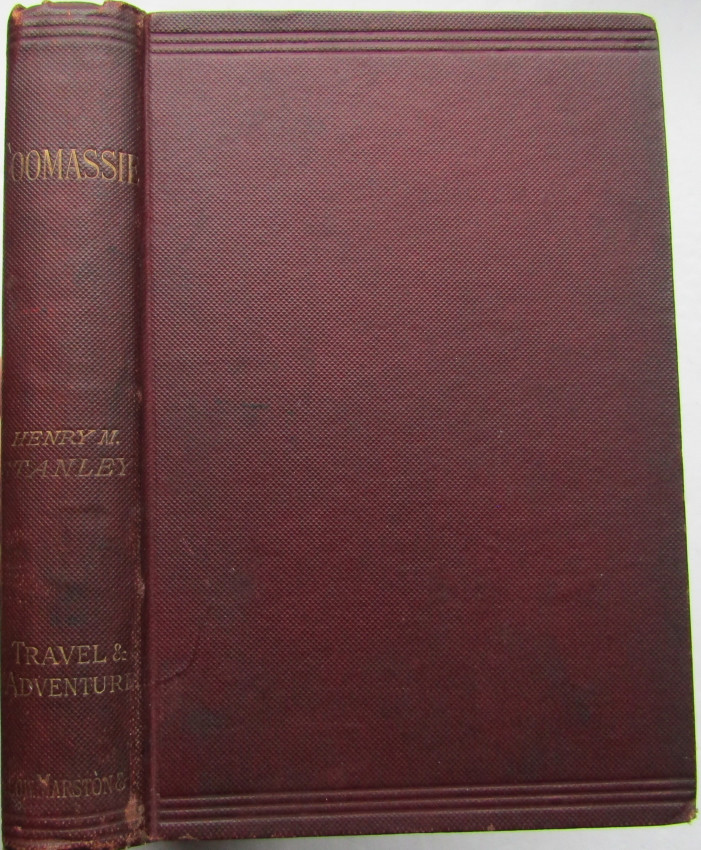 COOMASSIE
HENRY M.
STANLEY
TRAVEL &
ADVENTURE
MARSTON &